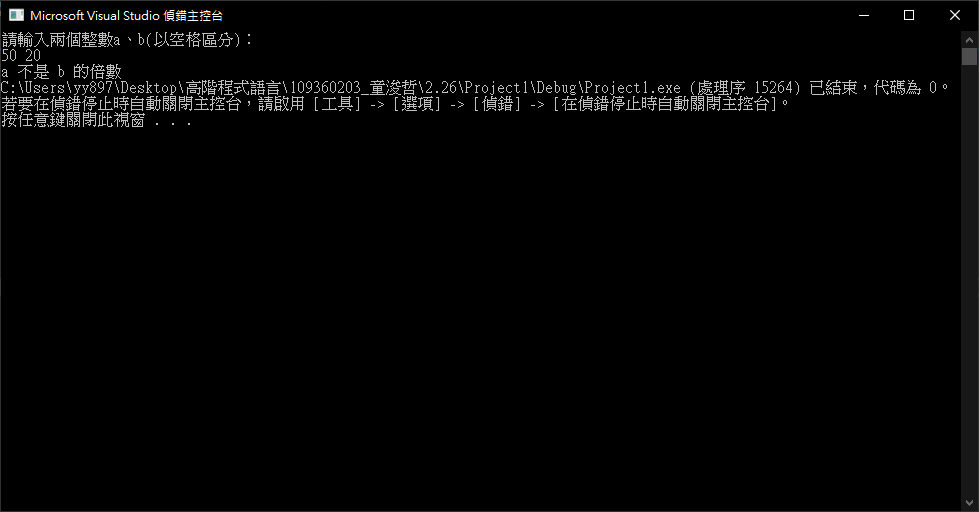 Microsoft Visual Studio 偵錯主控台
請輸入兩個整數a、b(以空格區分):
50 20
a 不是 b 的倍數
C:\Users\yy897\Desktop\高階程式語言\109360203_童浚哲\2.26\Project1\Debug\Project1.exe (處理序 15264) 已結束，代碼為 0。
若要在偵錯停止時自動關閉主控台，請啟用 [工具] -> [選項] -> [偵錯] -> [在偵錯停止時自動關閉主控台]。
按任意鍵關閉此視窗 . . .